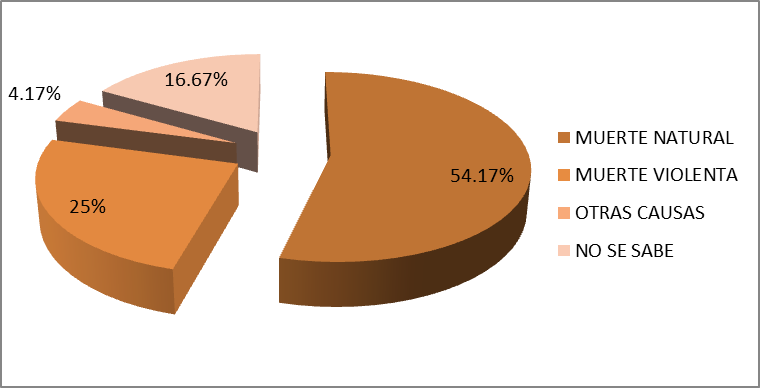 16.67%
4.17%
54.17%
25%
MUERTE NATURAL
MUERTE VIOLENTA
OTRAS CAUSAS
NO SE SABE